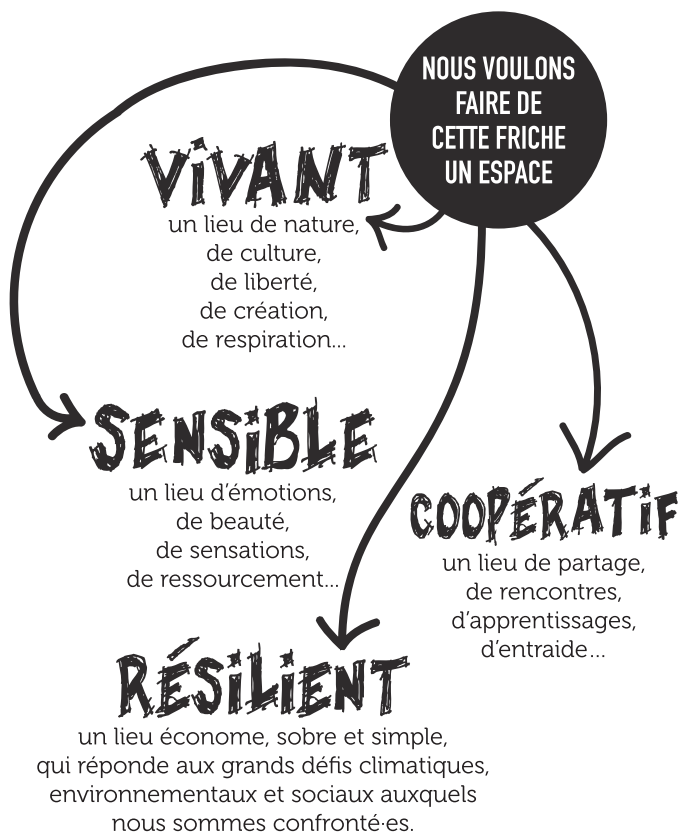 NOUS VOULONS
FAIRE DE
CETTE FRICHE
UN ESPACE
ViVANT
un lieu de nature,
de culture,
de liberté,
de création,
de respiration...
SENSiBLE
un lieu d’émotions,
de beauté,
de sensations,
de ressourcement...
COOPÉRATiF
un lieu de partage,
de rencontres,
d’apprentissages,
d’entraide...
RÉSiLiENT
un lieu économe, sobre et simple,
qui réponde aux grands défis climatiques,
environnementaux et sociaux auxquels
nous sommes confronté·es.